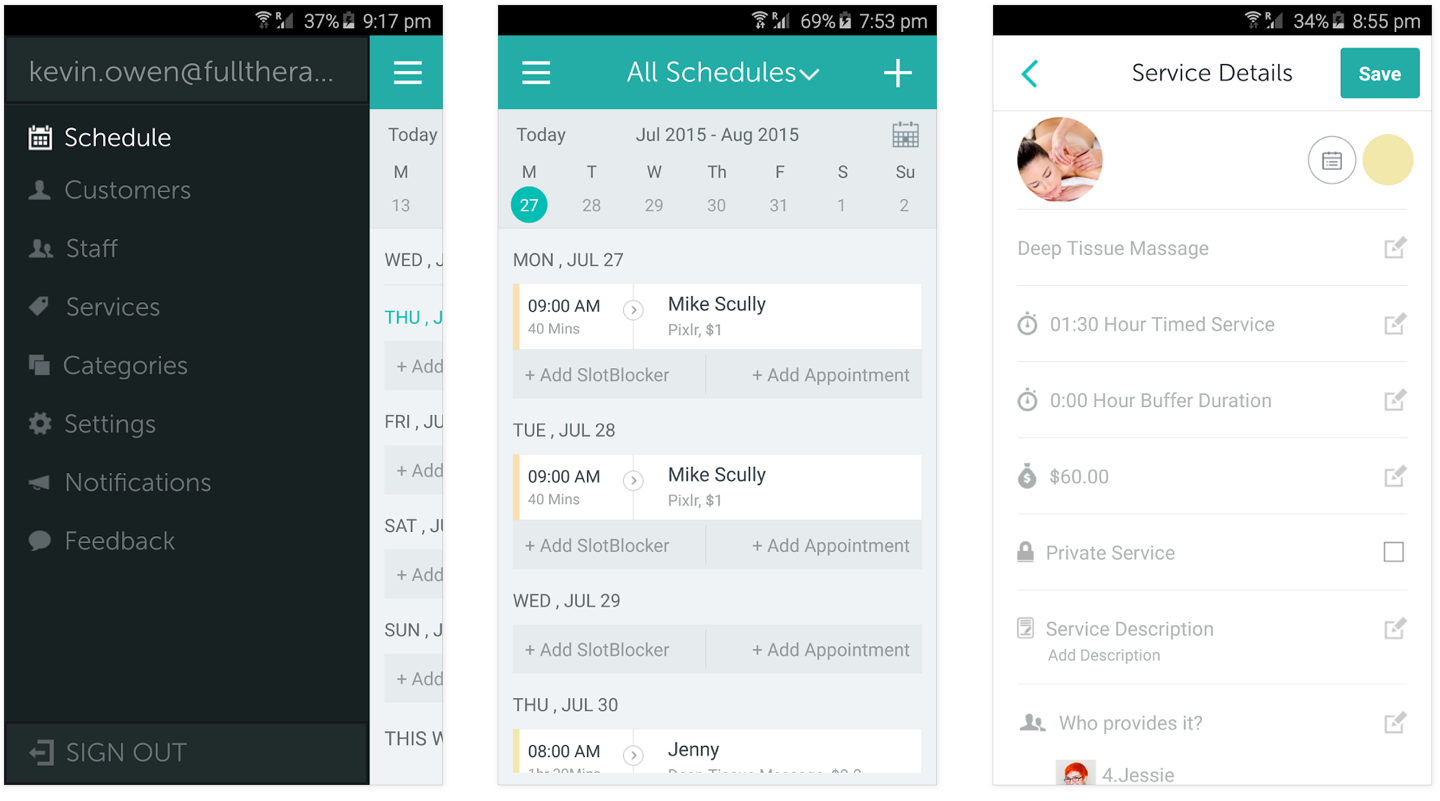 37% 9:17 pm
kevin.owen@fullthera...
Schedule
Customers
Staff
Services
Categories
Settings
Notifications
Feedback
SIGN OUT
Today
M
13
WED , J
THU , J
+ Add
FRI , JU
+ Add
SAT , JU
+ Add
SUN , J
+ Add
THIS W
R 69% 7:53 pm
All Schedules
Today Jul 2015 - Aug 2015
M T W Th F S Su
27 28 29 30 31 1 2
MON , JUL 27
09:00 AM Mike Scully
40 Mins Pixlr, $1
+ Add SlotBlocker + Add Appointment
TUE , JUL 28
09:00 AM Mike Scully
40 Mins Pixlr, $1
+ Add SlotBlocker + Add Appointment
WED , JUL 29
+ Add SlotBlocker + Add Appointment
THU , JUL 30
08:00 AM Jenny
Deep Tissue Massage,
R 34% 8:55 pm
Service Details Save
Deep Tissue Massage
01:30 Hour Timed Service
0:00 Hour Buffer Duration
$60.00
Private Service
Service Description
Add Description
Who provides it?
4.Jessie